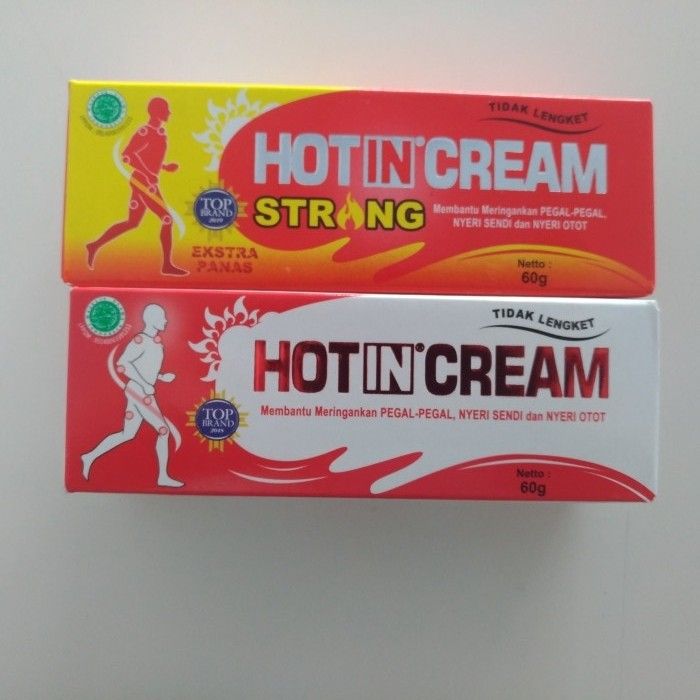 TIDAK LENGKET
HOT IN® CREAM
STRONG
TOP
BRAND
EKSTRA
PANAS
Membantu Meringankan PEGAL-PEGAL,
NYERI SENDI dan NYERI OTOT
Netto :
60g
TIDAK LENGKET
HOT IN® CREAM
Membantu Meringankan PEGAL-PEGAL, NYERI SENDI dan NYERI OTOT
TOP
BRAND
2018
Netto :
60g